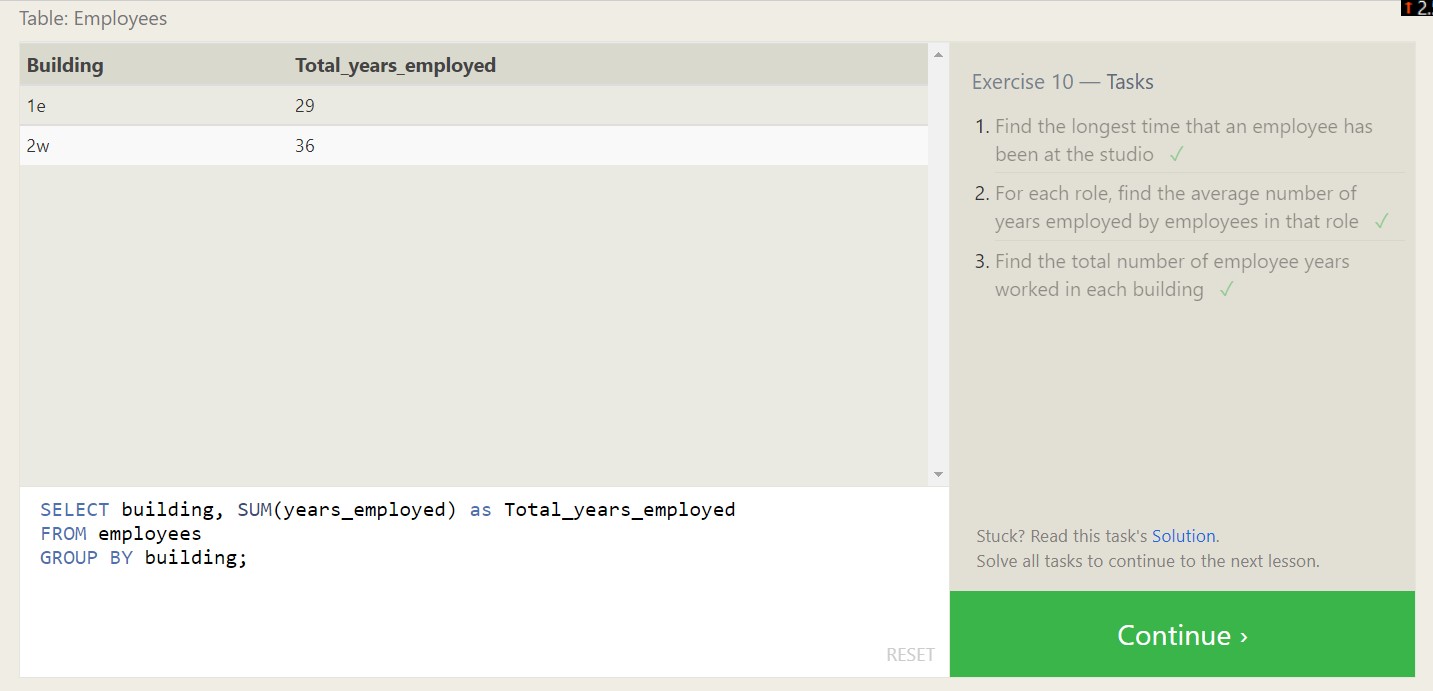 Table: Employees
↑ 2.
Building Total_years_employed
1e 29
2w 36
SELECT building, SUM(years_employed) as Total_years_employed
FROM employees
GROUP BY building;
RESET
Exercise 10 — Tasks
1. Find the longest time that an employee has
been at the studio ✓
2. For each role, find the average number of
years employed by employees in that role ✓
3. Find the total number of employee years
worked in each building ✓
Stuck? Read this task's Solution.
Solve all tasks to continue to the next lesson.
Continue ›